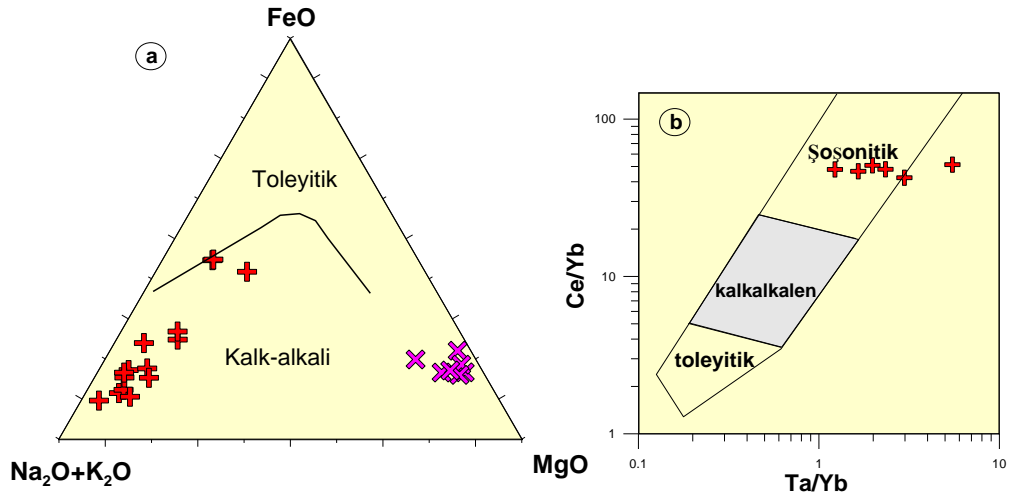 FeO
a
Toleyitik
Kalk-alkali
Na₂O+K₂O
MgO
b
Şoşonitik
kalkalkalen
toleyitik
Ce/Yb
100
10
1
0.1
1
10
Ta/Yb